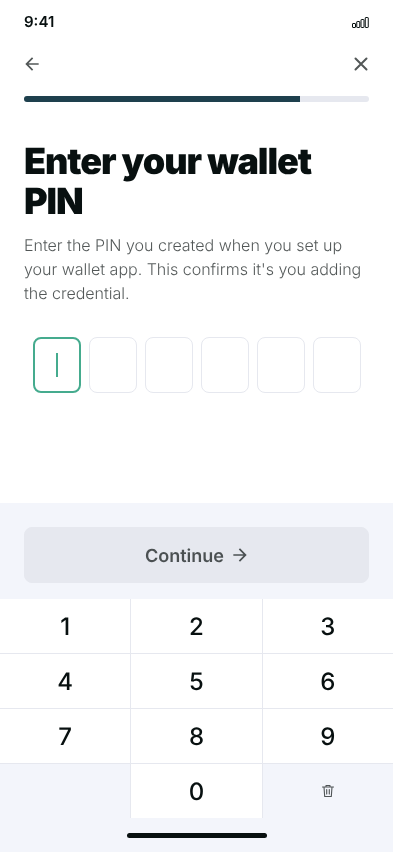 9:41
Enter your wallet
PIN
Enter the PIN you created when you set up
your wallet app. This confirms it's you adding
the credential.
Continue
1 2 3
4 5 6
7 8 9
0